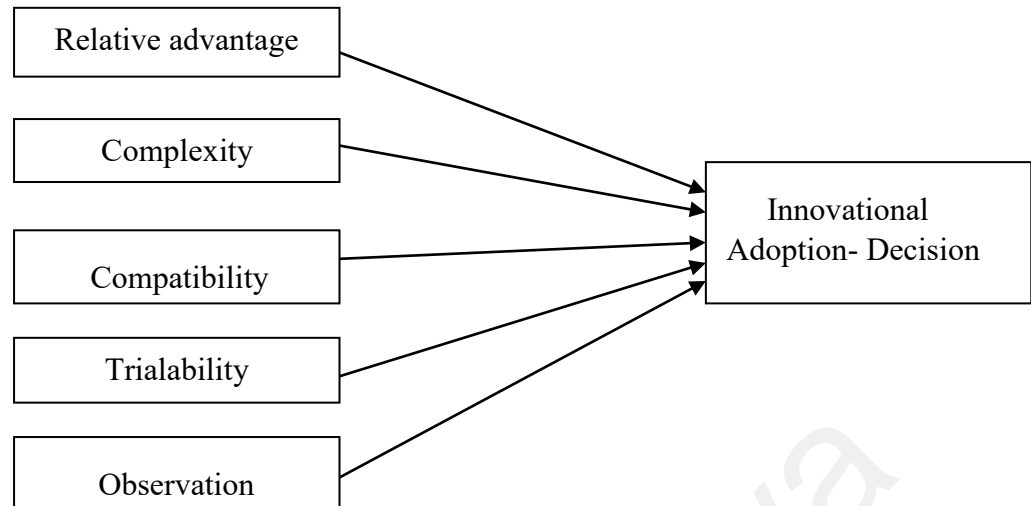 Relative advantage
Complexity
Compatibility
Trialability
Observation
Innovational
Adoption- Decision